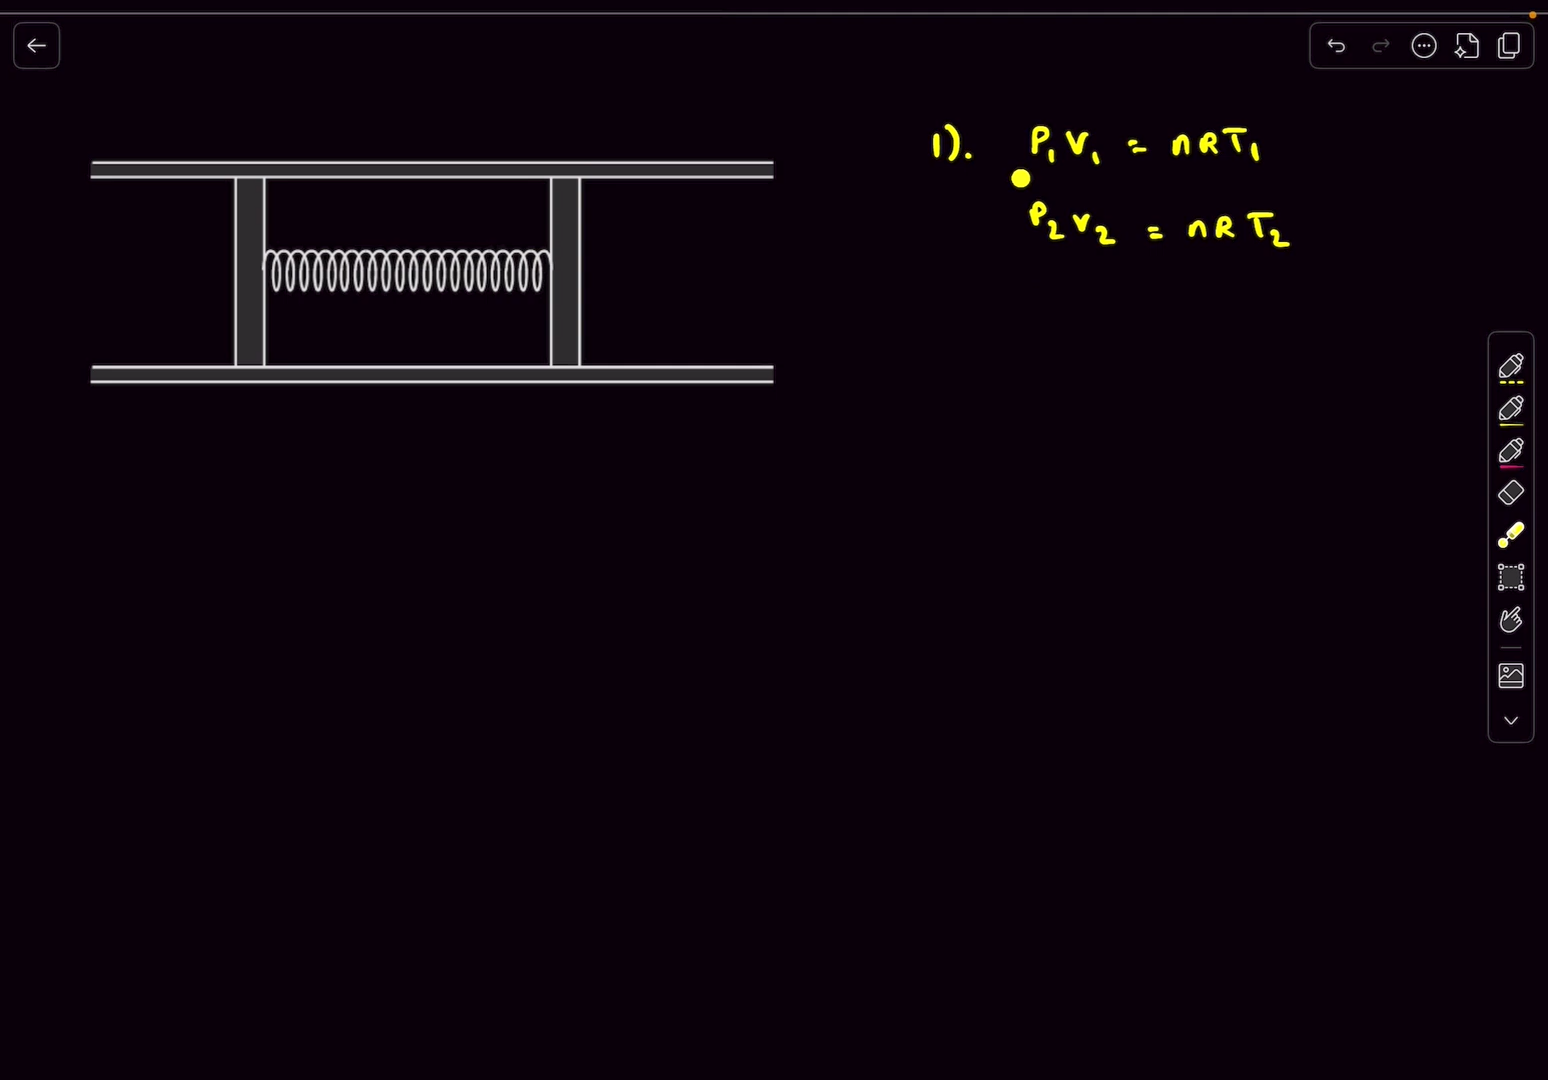 1). P₁V₁ = nRT₁
P₂V₂ = nRT₂